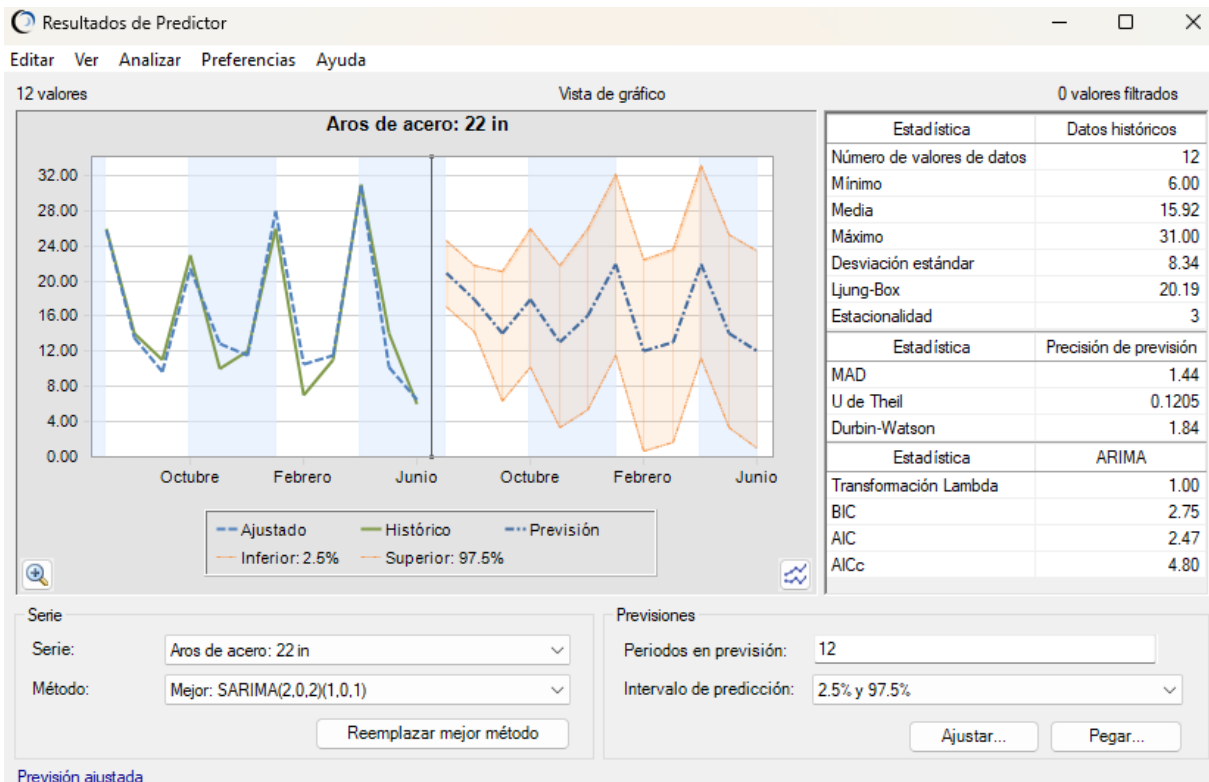 Resultados de Predictor
Editar Ver Analizar Preferencias Ayuda
12 valores Vista de gráfico 0 valores filtrados
Aros de acero: 22 in
32.00
28.00
24.00
20.00
16.00
12.00
8.00
4.00
0.00
Octubre Febrero Junio Octubre Febrero Junio
Ajustado Histórico Previsión
Inferior: 2.5% Superior: 97.5%
Estadística Datos históricos
Número de valores de datos 12
Mínimo 6.00
Media 15.92
Máximo 31.00
Desviación estándar 8.34
Ljung-Box 20.19
Estacionalidad 3
Estadística Precisión de previsión
MAD 1.44
U de Theil 0.1205
Durbin-Watson 1.84
Estadística ARIMA
Transformación Lambda 1.00
BIC 2.75
AIC 2.47
AICc 4.80
Serie
Serie: Aros de acero: 22 in
Método: Mejor: SARIMA(2,0,2)(1,0,1)
Reemplazar mejor método
Previsiones
Periodos en previsión: 12
Intervalo de predicción: 2.5% y 97.5%
Ajustar... Pegar...
Previsión ajustada